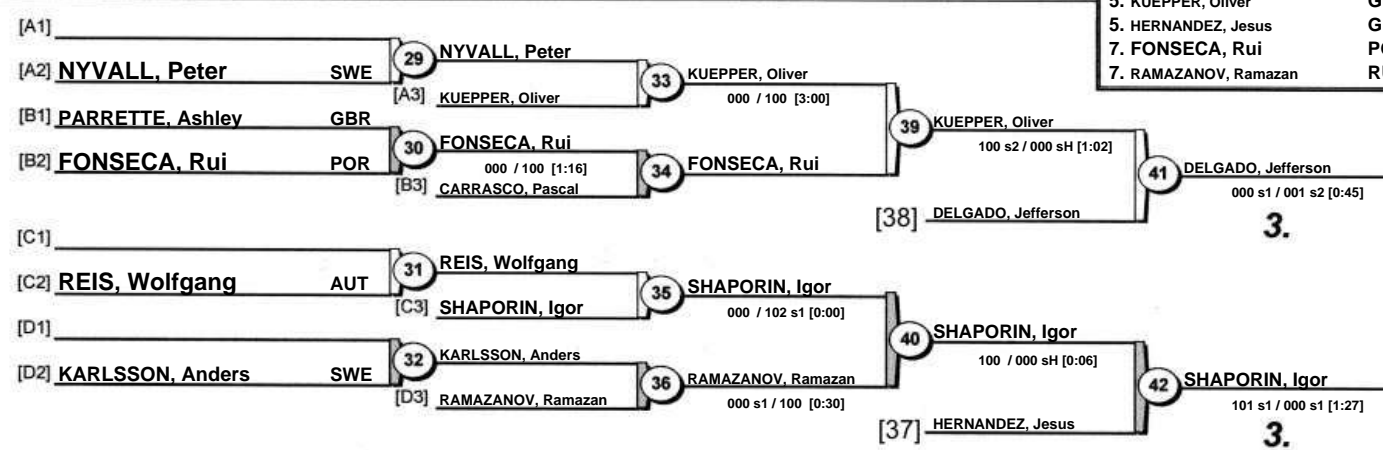 5. KUEPPER, Oliver G
5. HERNANDEZ, Jesus G
7. FONSECA, Rui P
7. RAMAZANOV, Ramazan R
[A1]
[A2] NYVALL, Peter SWE
29
NYVALL, Peter
[A3] KUEPPER, Oliver
33
KUEPPER, Oliver
000 / 100 [3:00]
[B1] PARRETTE, Ashley GBR
[B2] FONSECA, Rui POR
30
FONSECA, Rui
000 / 100 [1:16]
[B3] CARRASCO, Pascal
34
FONSECA, Rui
39
KUEPPER, Oliver
100 s2 / 000 sH [1:02]
[38] DELGADO, Jefferson
41
DELGADO, Jefferson
000 s1 / 001 s2 [0:45]
3.
[C1]
[C2] REIS, Wolfgang AUT
31
REIS, Wolfgang
[C3] SHAPORIN, Igor
35
SHAPORIN, Igor
000 / 102 s1 [0:00]
[D1]
[D2] KARLSSON, Anders SWE
32
KARLSSON, Anders
[D3] RAMAZANOV, Ramazan
36
RAMAZANOV, Ramazan
000 s1 / 100 [0:30]
40
SHAPORIN, Igor
100 / 000 sH [0:06]
[37] HERNANDEZ, Jesus
42
SHAPORIN, Igor
101 s1 / 000 s1 [1:27]
3.